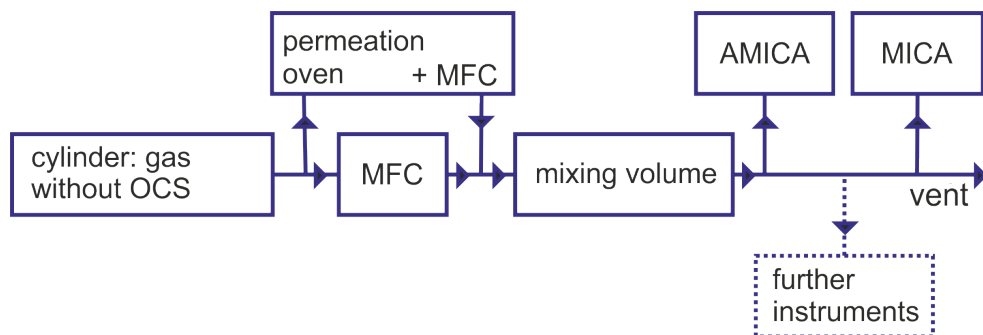 permeation
oven + MFC
AMICA
MICA
cylinder: gas
without OCS
MFC
mixing volume
vent
further
instruments